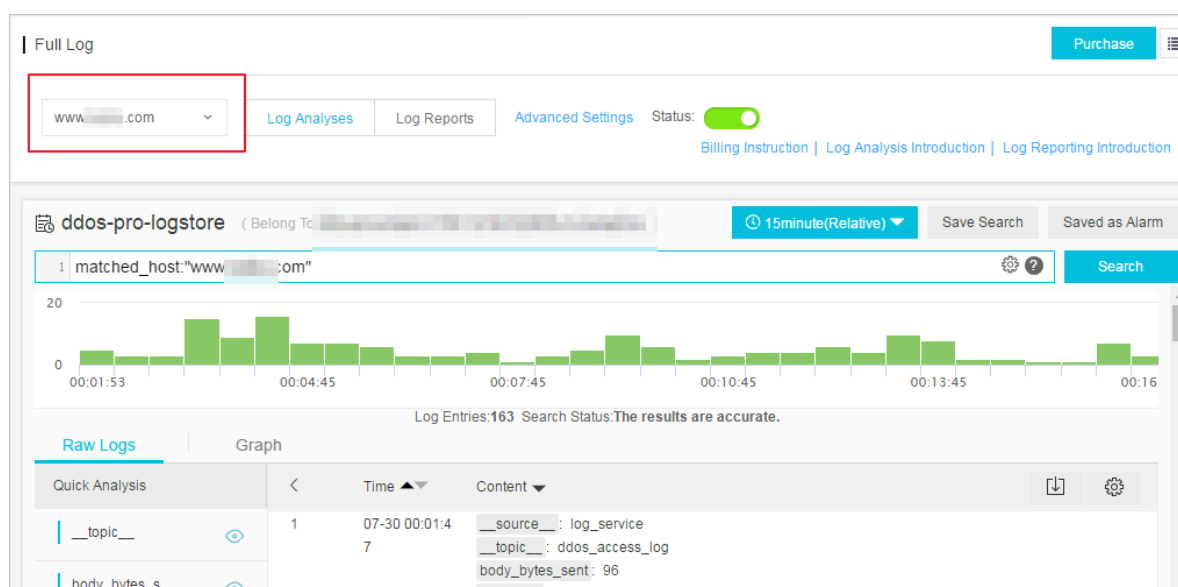 Full Log
Purchase
www .com
Log Analyses
Log Reports
Advanced Settings
Status:
Billing Instruction | Log Analysis Introduction | Log Reporting Introduction
ddos-pro-logstore ( Belong To
15minute(Relative)
Save Search
Saved as Alarm
1 matched_host:"www com"
Search
20
0
00:01:53 00:04:45 00:07:45 00:10:45 00:13:45 00:16
Log Entries:163 Search Status:The results are accurate.
Raw Logs
Graph
Quick Analysis
Time
Content
__topic__
1
07-30 00:01:4
7
__source__ : log_service
__topic__ : ddos_access_log
body_bytes_sent : 96
body_bytes_s